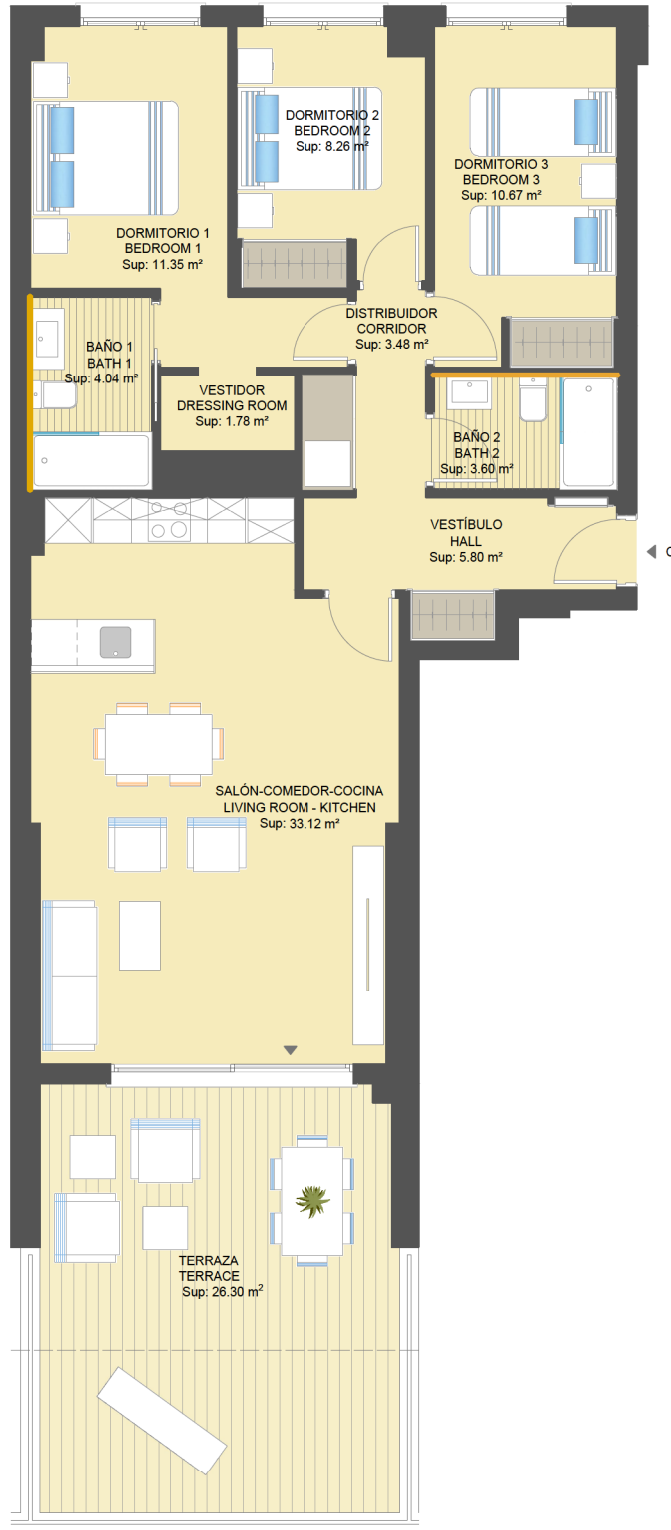 DORMITORIO 2
BEDROOM 2
Sup: 8.26 m²
DORMITORIO 3
BEDROOM 3
Sup: 10.67 m²
DORMITORIO 1
BEDROOM 1
Sup: 11.35 m²
DISTRIBUIDOR
CORRIDOR
Sup: 3.48 m²
BAÑO 1
BATH 1
Sup: 4.04 m²
VESTIDOR
DRESSING ROOM
Sup: 1.78 m²
BAÑO 2
BATH 2
Sup: 3.60 m²
VESTÍBULO
HALL
Sup: 5.80 m²
SALÓN-COMEDOR-COCINA
LIVING ROOM - KITCHEN
Sup: 33.12 m²
TERRAZA
TERRACE
Sup: 26.30 m²